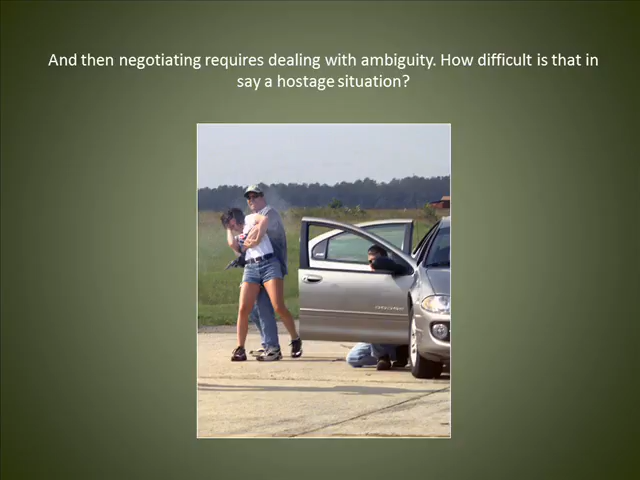 And then negotiating requires dealing with ambiguity. How difficult is that in
say a hostage situation?